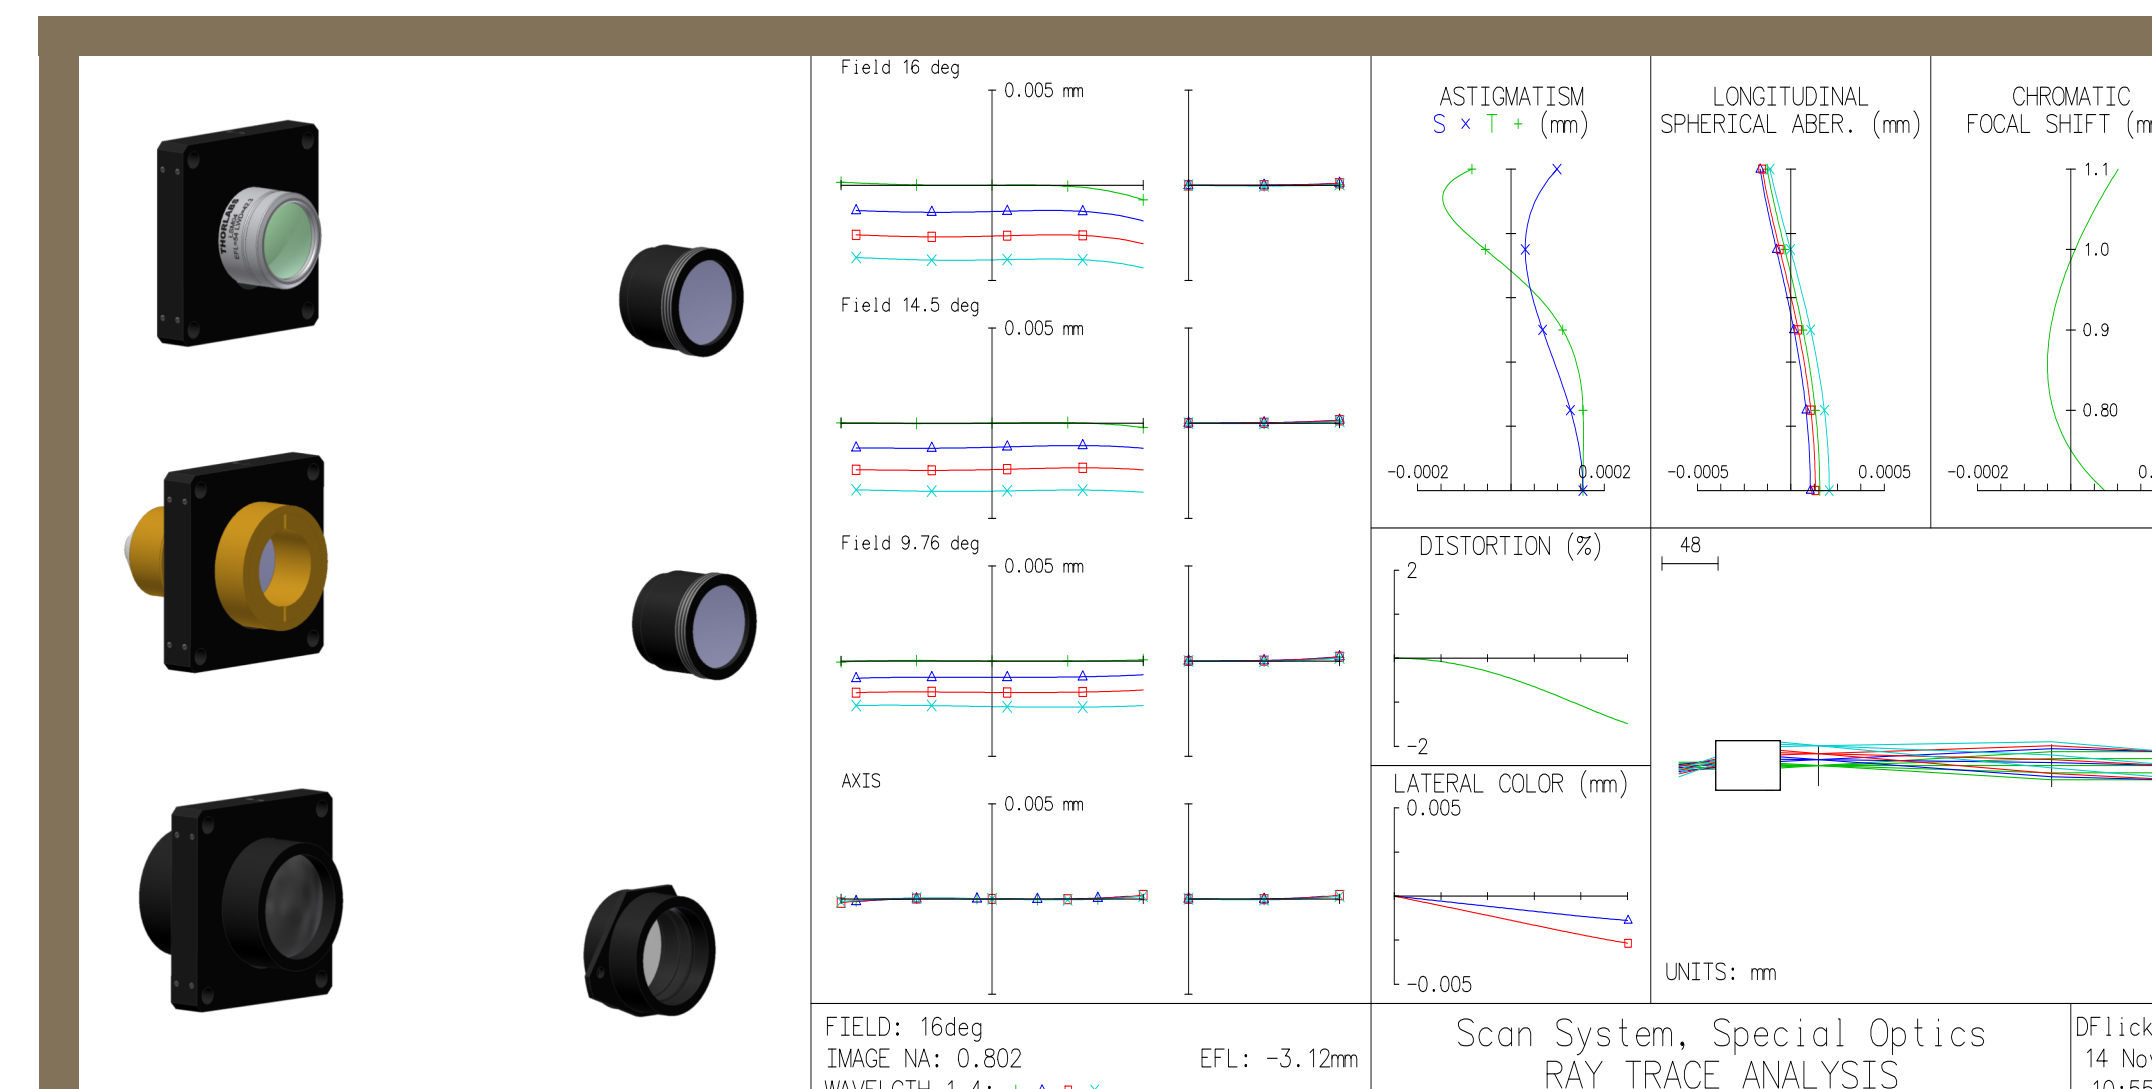 THORLABS
Field 16 deg
0.005 mm
Field 14.5 deg
0.005 mm
Field 9.76 deg
0.005 mm
AXIS
0.005 mm
ASTIGMATISM
S × T + (mm)
-0.0002
0.0002
LONGITUDINAL
SPHERICAL ABER. (mm)
-0.0005
0.0005
CHROMATIC
FOCAL SHIFT
1.1
1.0
0.9
0.80
-0.0002
DISTORTION (%)
2
-2
48
LATERAL COLOR (mm)
0.005
-0.005
UNITS: mm
FIELD: 16deg
IMAGE NA: 0.802
EFL: -3.12mm
Scan System, Special Optics
RAY TRACE ANALYSIS
DFlick
14 Nov